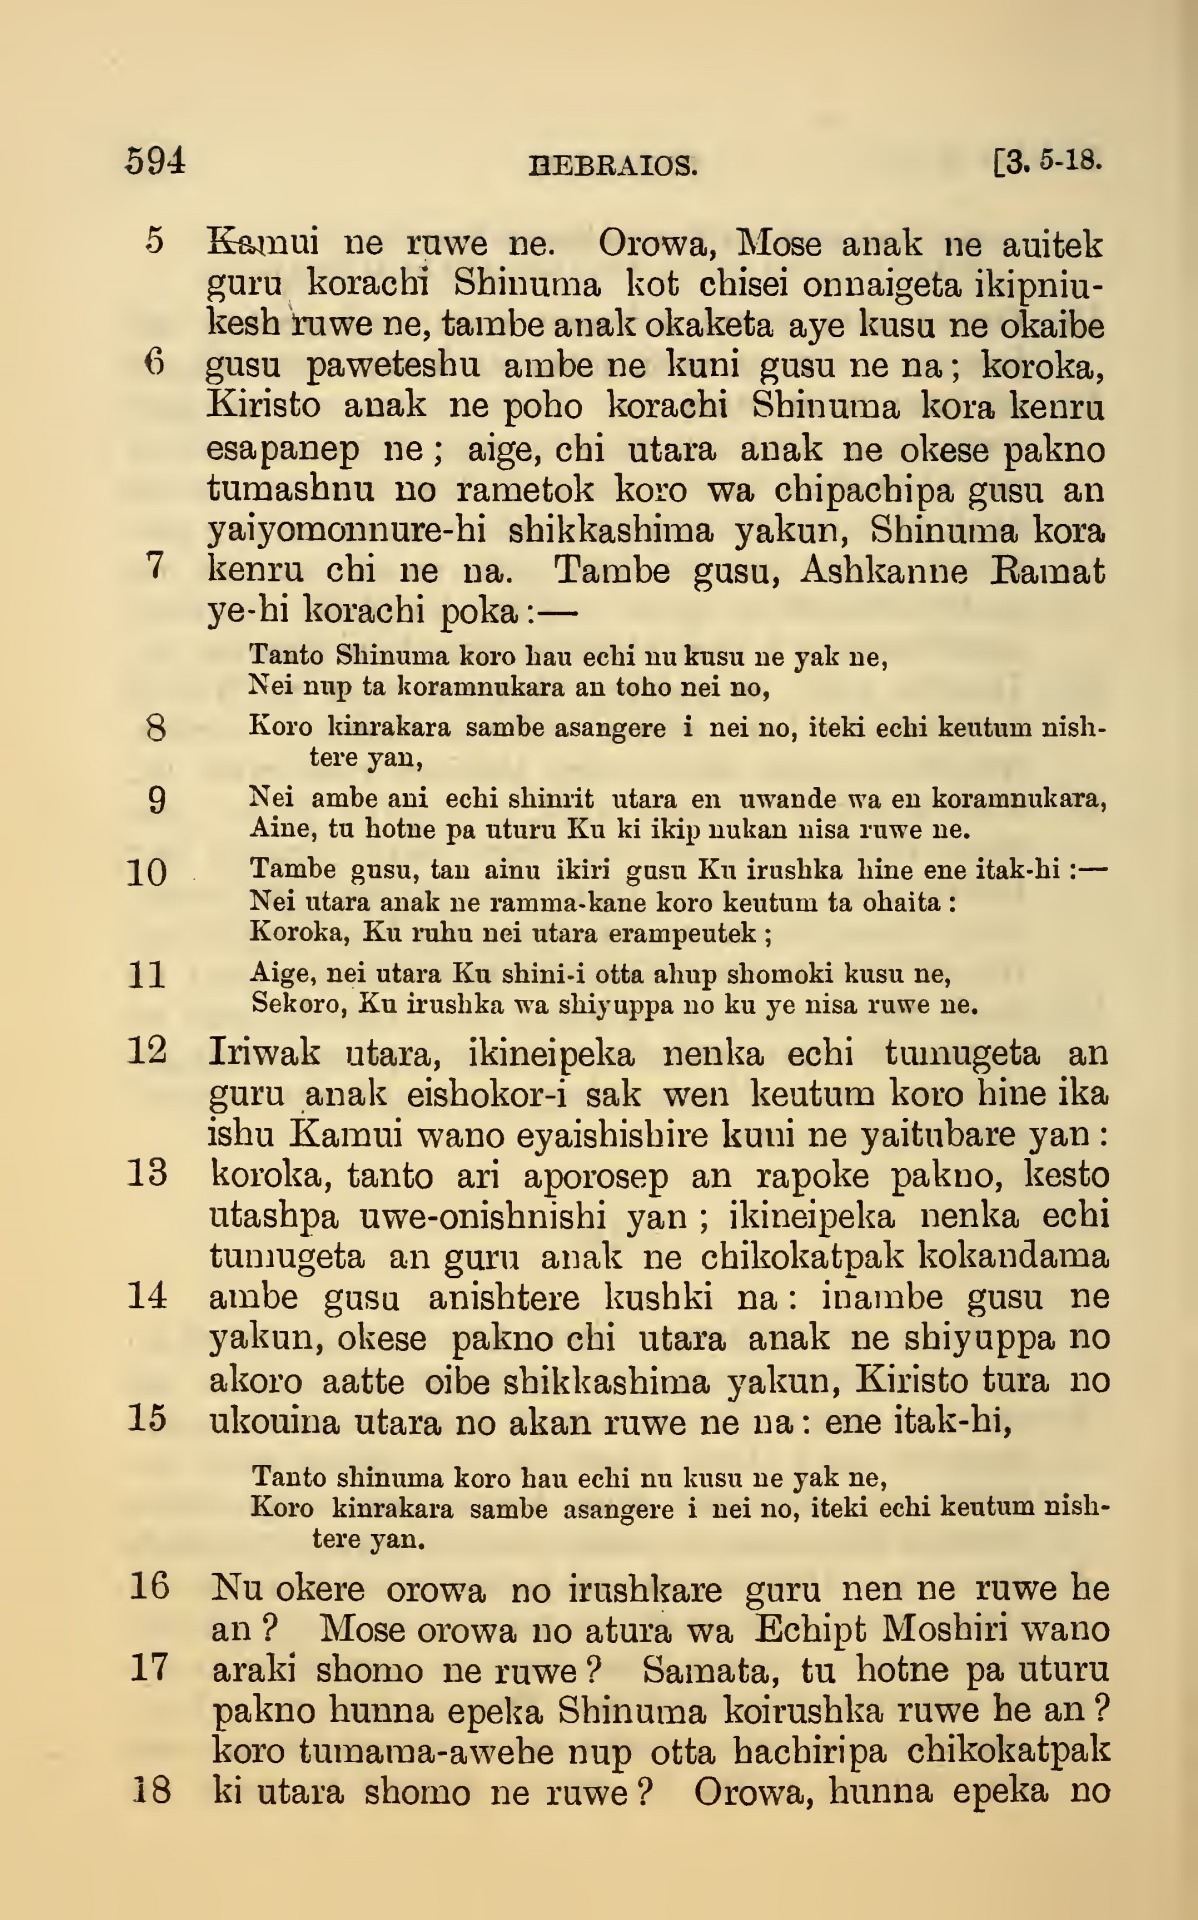 594 HEBRAIOS. [3. 5-18.
5 Kamui ne ruwe ne. Orowa, Mose anak ne auitek
guru korachi Shinuma kot chisei onnaigeta ikipniu-
kesh ruwe ne, tambe anak okaketa aye kusu ne okaibe
6 gusu paweteshu ambe ne kuni gusu ne na; koroka,
Kiristo anak ne poho korachi Shinuma kora kenru
esapanep ne; aige, chi utara anak ne okese pakno
tumashnu no rametok koro wa chipachipa gusu an
yaiyomonnure-hi shikkashima yakun, Shinuma kora
7 kenru chi ne na. Tambe gusu, Ashkanne Ramat
ye-hi korachi poka:—
Tanto Shinuma koro hau echi nu kusu ne yak ne,
Nei nup ta koramnukara an toho nei no,
8 Koro kinrakara sambe asangere i nei no, iteki echi keutum nish-
tere yan,
9 Nei ambe ani echi shinrit utara en uwande wa en koramnukara,
Aine, tu hotne pa uturu Ku ki ikip nukan nisa ruwe ne.
10 Tambe gusu, tan ainu ikiri gusu Ku irushka hine ene itak-hi:—
Nei utara anak ne ramma-kane koro keutum ta ohaita:
Koroka, Ku ruhu nei utara erampeutek;
11 Aige, nei utara Ku shini-i otta ahup shomoki kusu ne,
Sekoro, Ku irushka wa shiyuppa no ku ye nisa ruwe ne.
12 Iriwak utara, ikineipeka nenka echi tumugeta an
guru anak eishokor-i sak wen keutum koro hine ika
ishu Kamui wano eyaishishire kuni ne yaitubare yan:
13 koroka, tanto ari aporosep an rapoke pakno, kesto
utashpa uwe-onishnishi yan; ikineipeka nenka echi
tumugeta an guru anak ne chikokatpak kokandama
14 ambe gusu anishtere kushki na: inambe gusu ne
yakun, okese pakno chi utara anak ne shiyuppa no
akoro aatte oibe shikkashima yakun, Kiristo tura no
15 ukouina utara no akan ruwe ne na: ene itak-hi,
Tanto shinuma koro hau echi nu kusu ne yak ne,
Koro kinrakara sambe asangere i nei no, iteki echi keutum nish-
tere yan.
16 Nu okere orowa no irushkare guru nen ne ruwe he
an? Mose orowa no atura wa Echipt Moshiri wano
17 araki shomo ne ruwe? Samata, tu hotne pa uturu
pakno hunna epeka Shinuma koirushka ruwe he an?
koro tumama-awehe nup otta hachiripa chikokatpak
18 ki utara shomo ne ruwe? Orowa, hunna epeka no